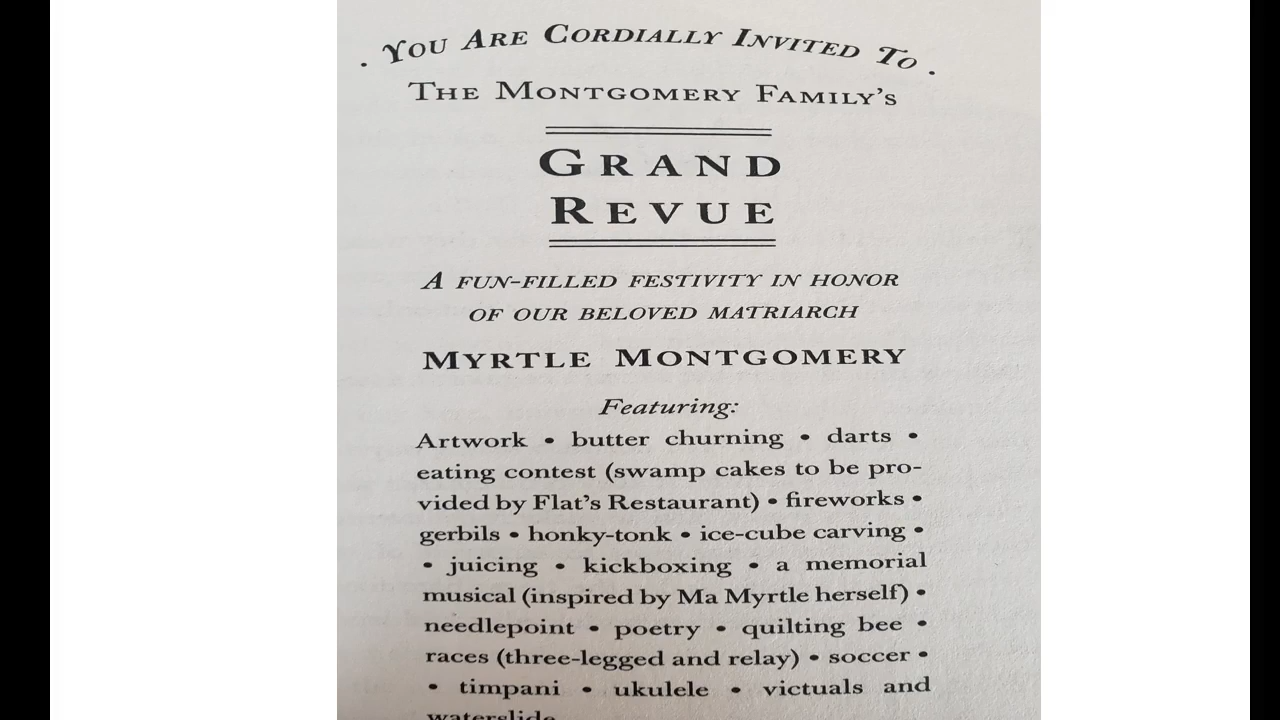 · You Are Cordially Invited To ·
The Montgomery Family's
Grand
Revue
A fun-filled festivity in honor
of our beloved matriarch
Myrtle Montgomery
Featuring:
Artwork • butter churning • darts •
eating contest (swamp cakes to be pro-
vided by Flat's Restaurant) • fireworks •
gerbils • honky-tonk • ice-cube carving •
• juicing • kickboxing • a memorial
musical (inspired by Ma Myrtle herself) •
needlepoint • poetry • quilting bee •
races (three-legged and relay) • soccer •
• timpani • ukulele • victuals and
waterslide